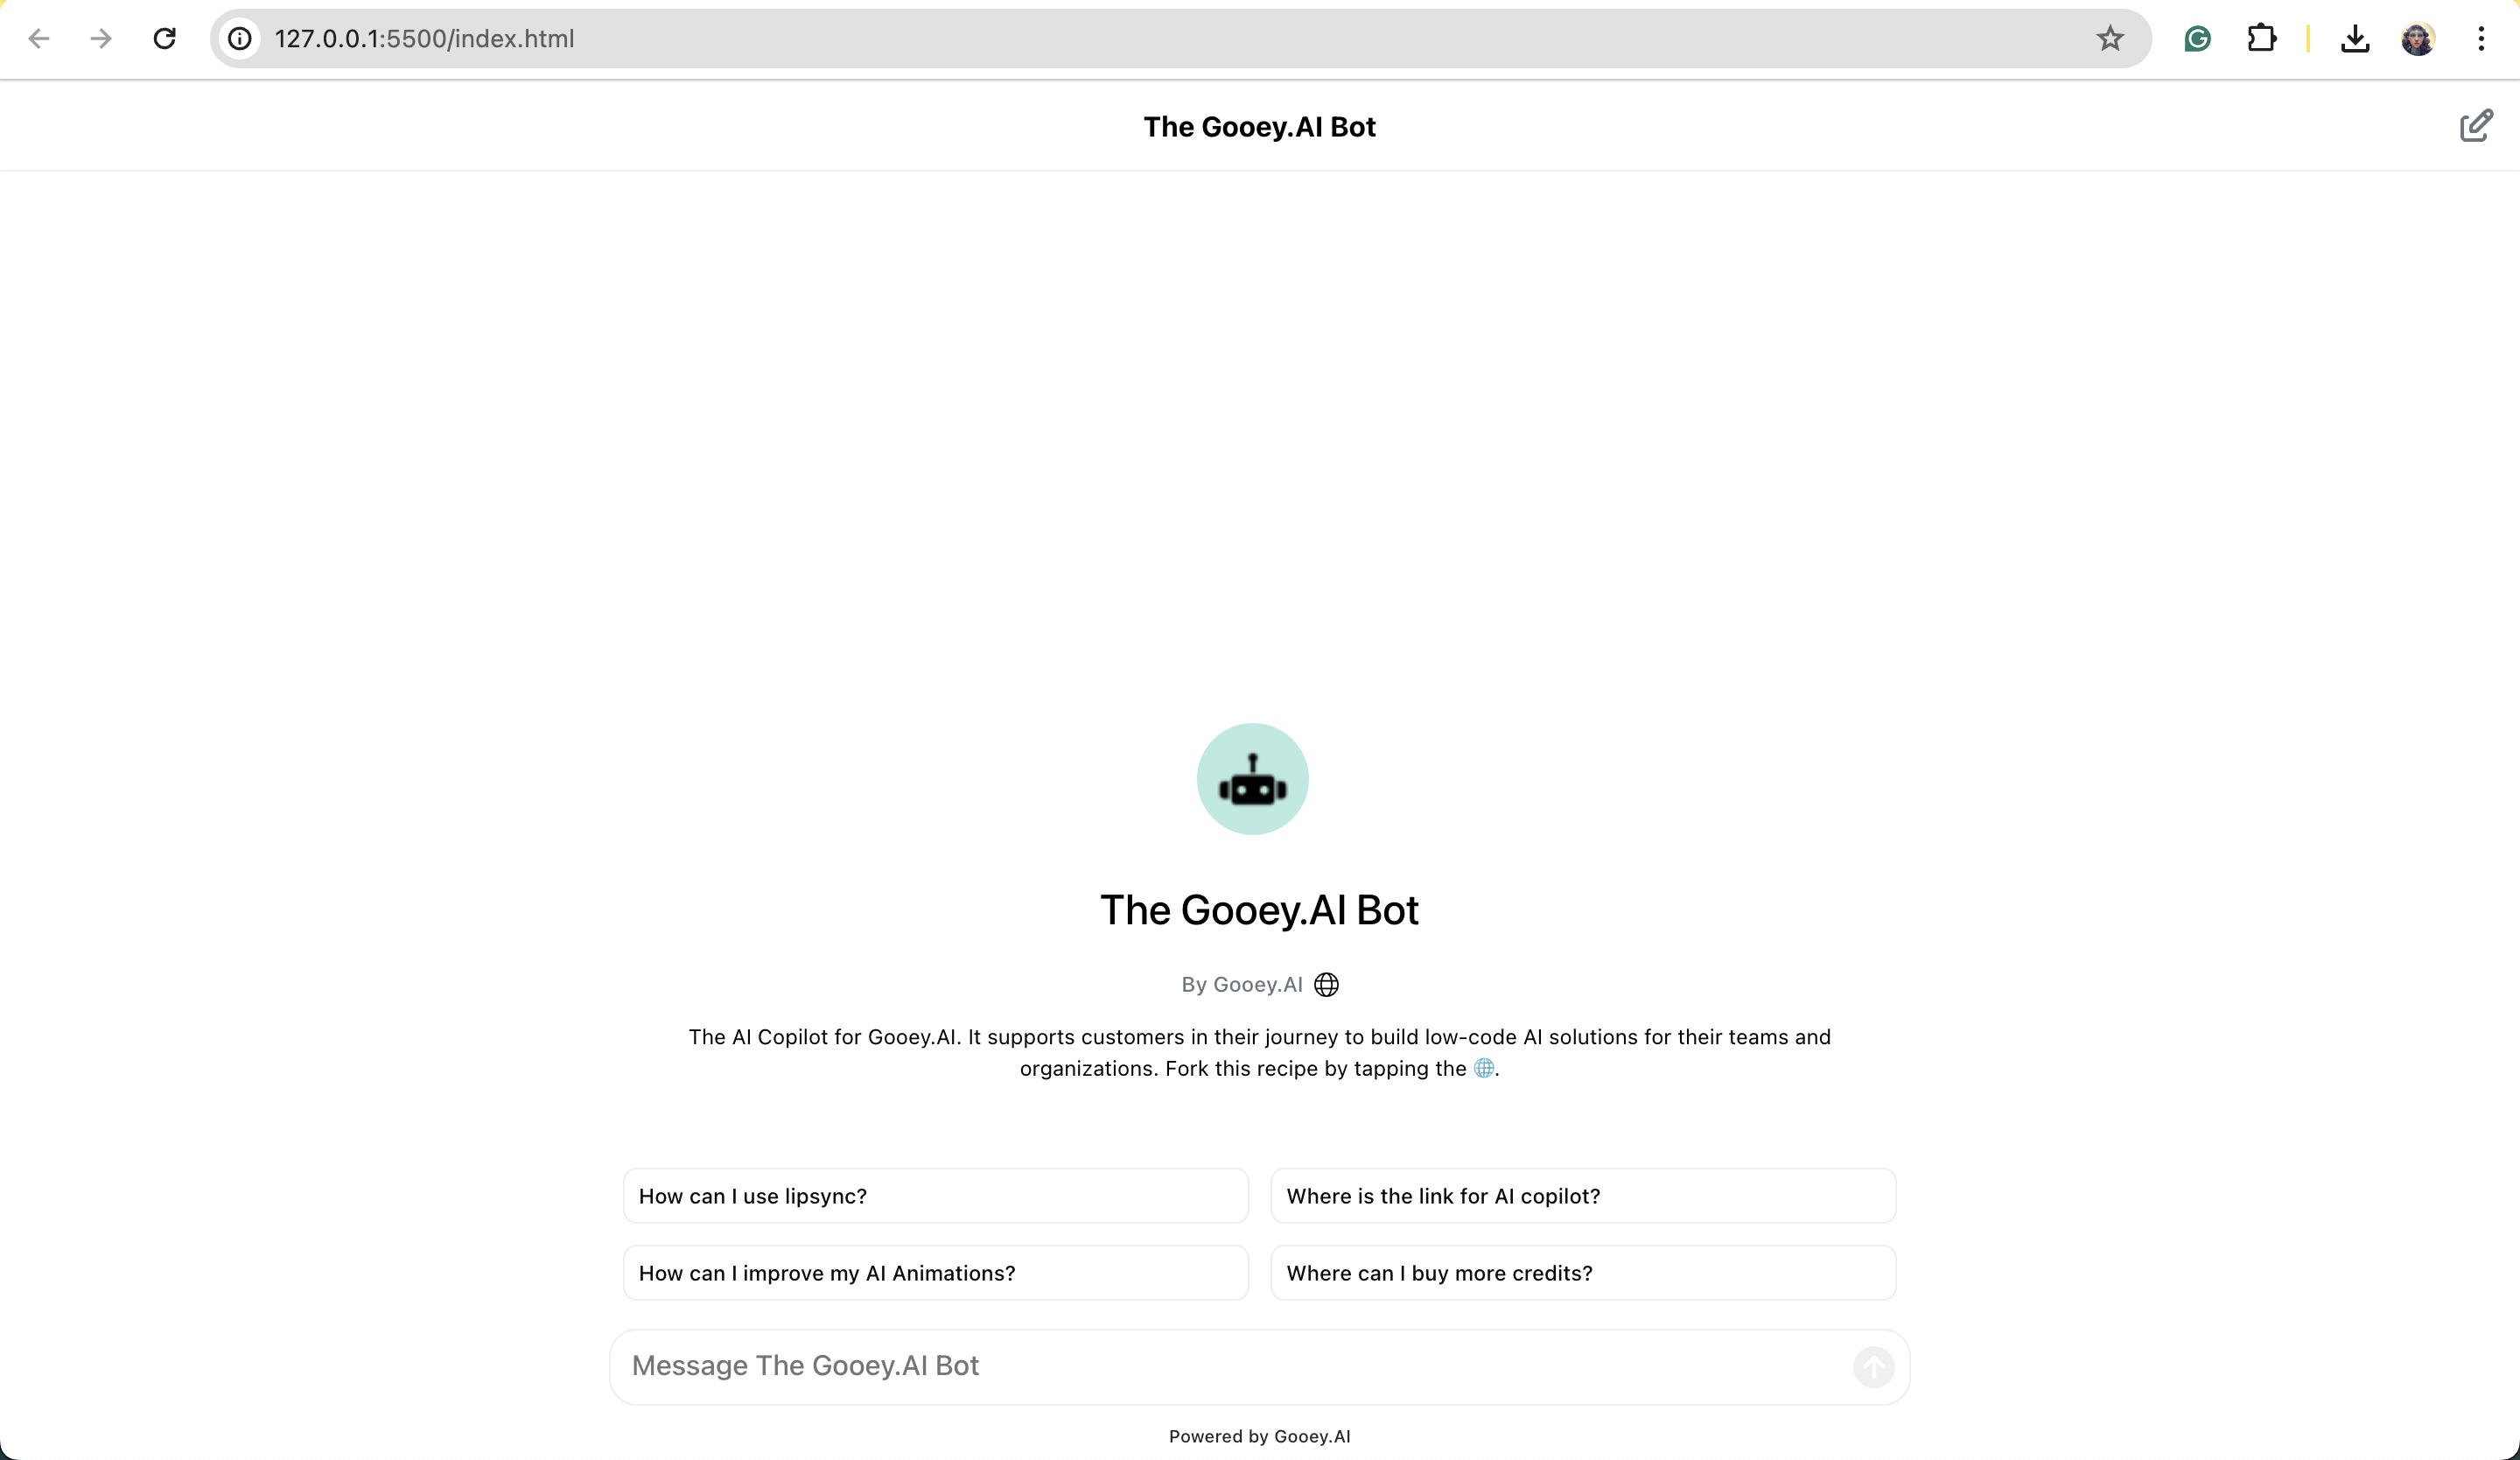 127.0.0.1:5500/index.html
The Gooey.AI Bot
The Gooey.AI Bot
By Gooey.AI
The AI Copilot for Gooey.AI. It supports customers in their journey to build low-code AI solutions for their teams and
organizations. Fork this recipe by tapping the 🌐.
How can I use lipsync?
Where is the link for AI copilot?
How can I improve my AI Animations?
Where can I buy more credits?
Message The Gooey.AI Bot
Powered by Gooey.AI